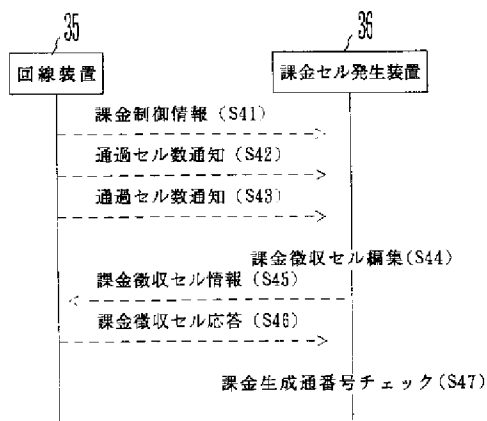 35
36
回線装置
課金セル発生装置
課金制御情報 (S41)
通過セル数通知 (S42)
通過セル数通知 (S43)
課金徴収セル編集(S44)
課金徴収セル情報 (S45)
課金徴収セル応答 (S46)
課金生成通番号チェック(S47)